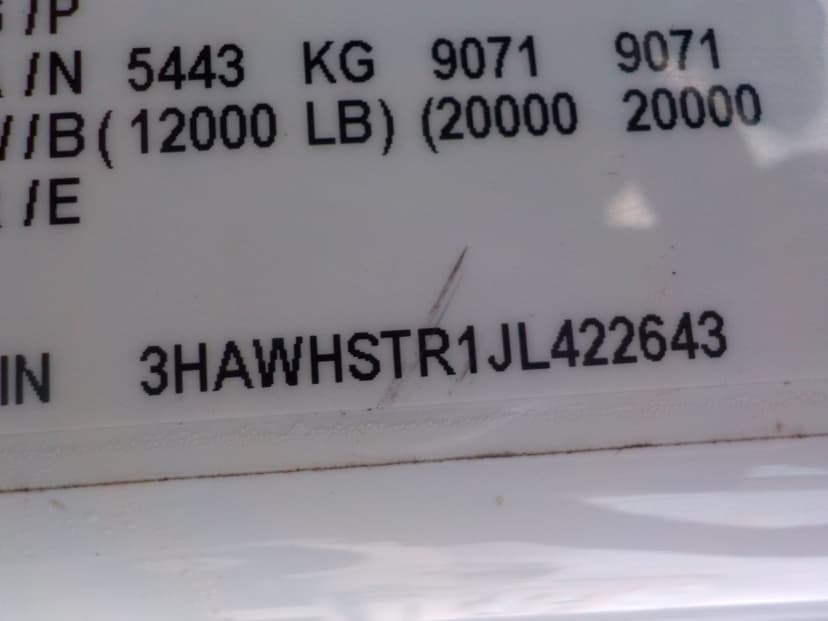 /P
/N 5443 KG 9071 9071
/B ( 12000 LB) (20000 20000
/E
IN 3HAWHSTR1JL422643